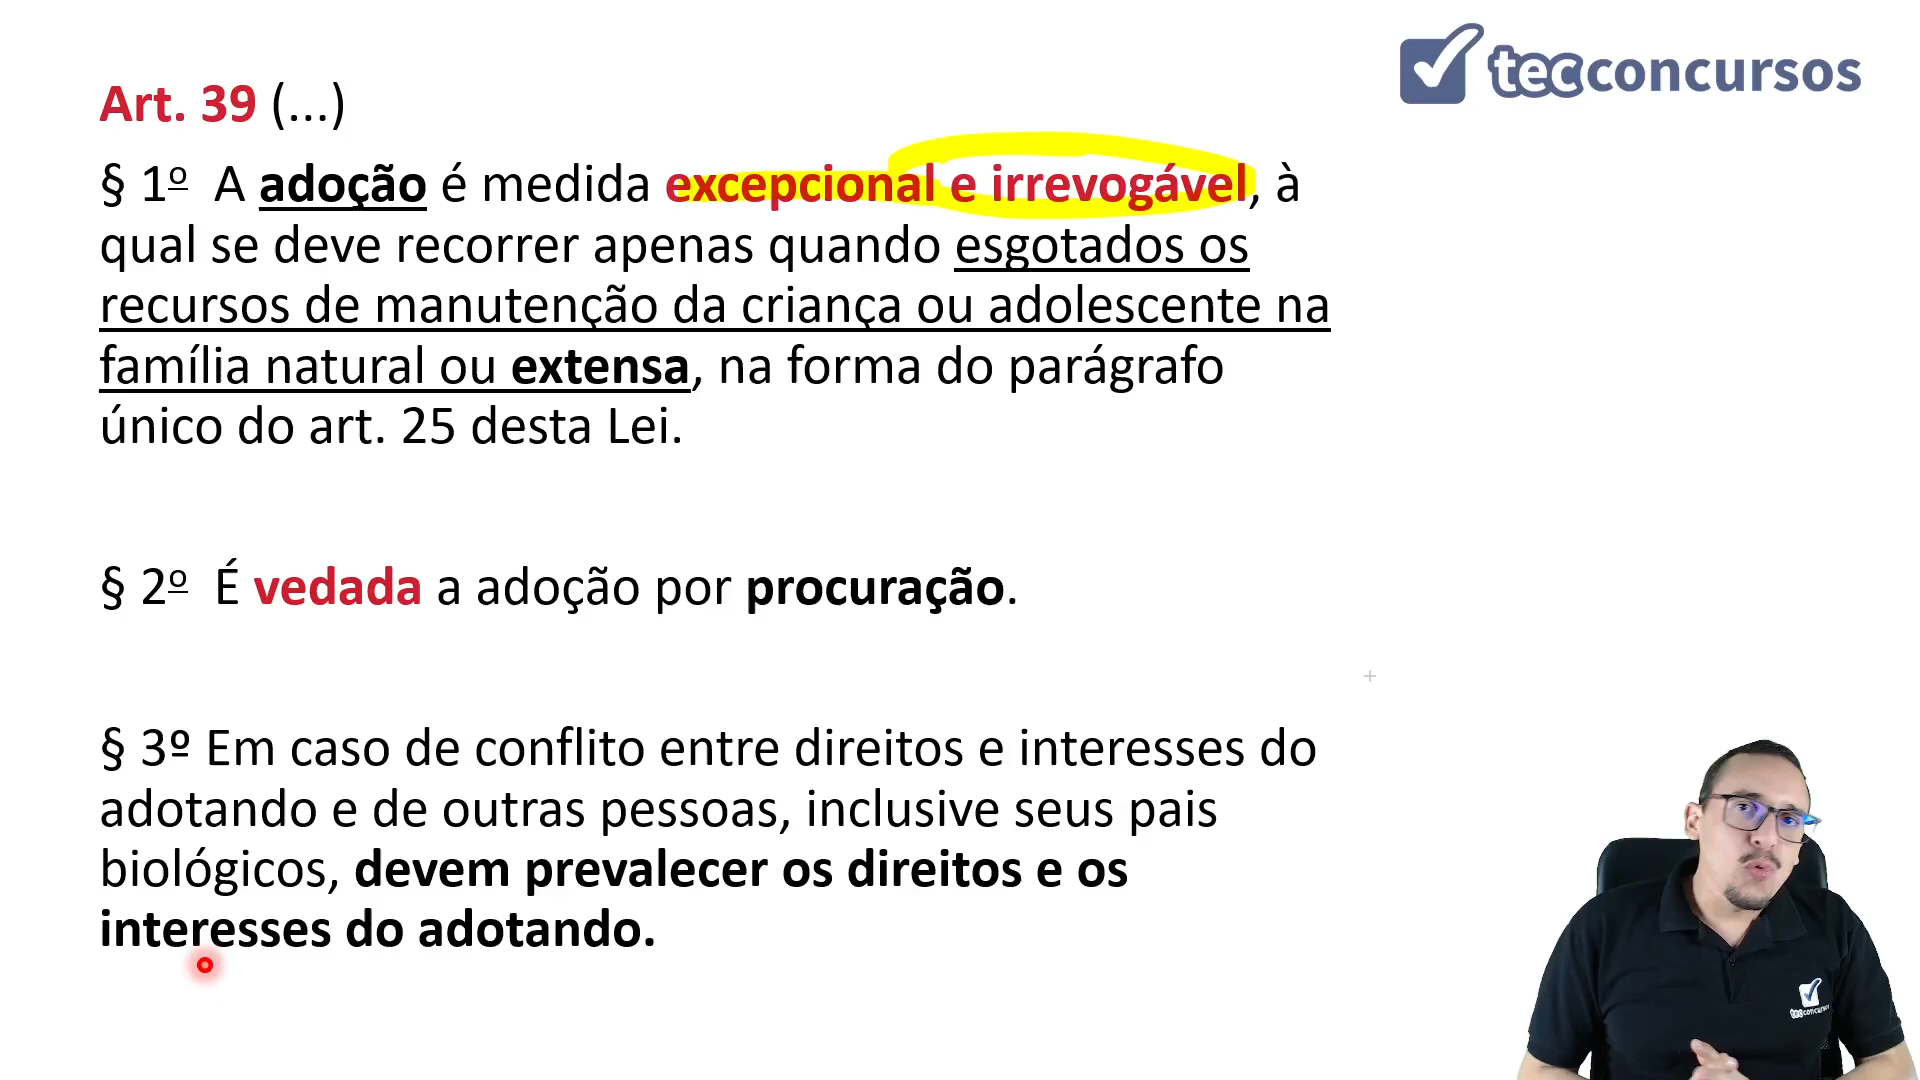 tecconcursos
Art. 39 (...)
§ 1º A adoção é medida excepcional e irrevogável, à
qual se deve recorrer apenas quando esgotados os
recursos de manutenção da criança ou adolescente na
família natural ou extensa, na forma do parágrafo
único do art. 25 desta Lei.
§ 2º É vedada a adoção por procuração.
§ 3º Em caso de conflito entre direitos e interesses do
adotando e de outras pessoas, inclusive seus pais
biológicos, devem prevalecer os direitos e os
interesses do adotando.
tecconcursos